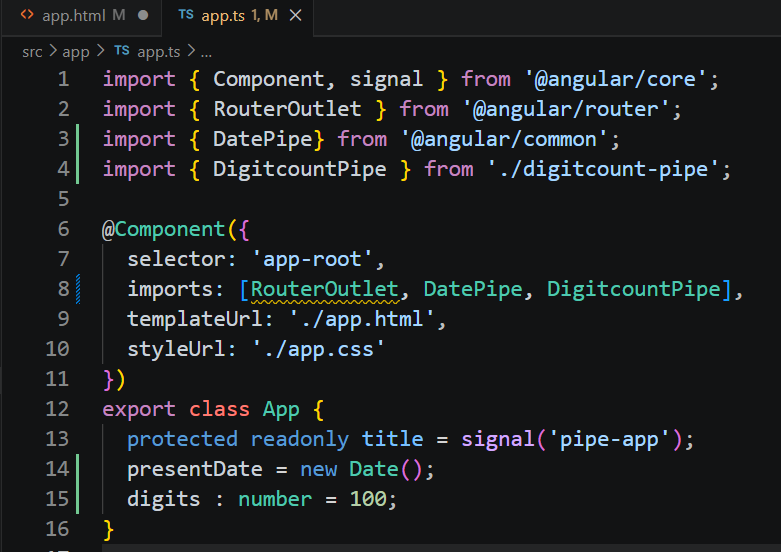 <> app.html M ●
TS app.ts 1, M ×
src > app > TS app.ts > ...
1 import { Component, signal } from '@angular/core';
2 import { RouterOutlet } from '@angular/router';
3 import { DatePipe} from '@angular/common';
4 import { DigitcountPipe } from './digitcount-pipe';
5
6 @Component({
7   selector: 'app-root',
8   imports: [RouterOutlet, DatePipe, DigitcountPipe],
9   templateUrl: './app.html',
10   styleUrl: './app.css'
11 })
12 export class App {
13   protected readonly title = signal('pipe-app');
14   presentDate = new Date();
15   digits : number = 100;
16 }